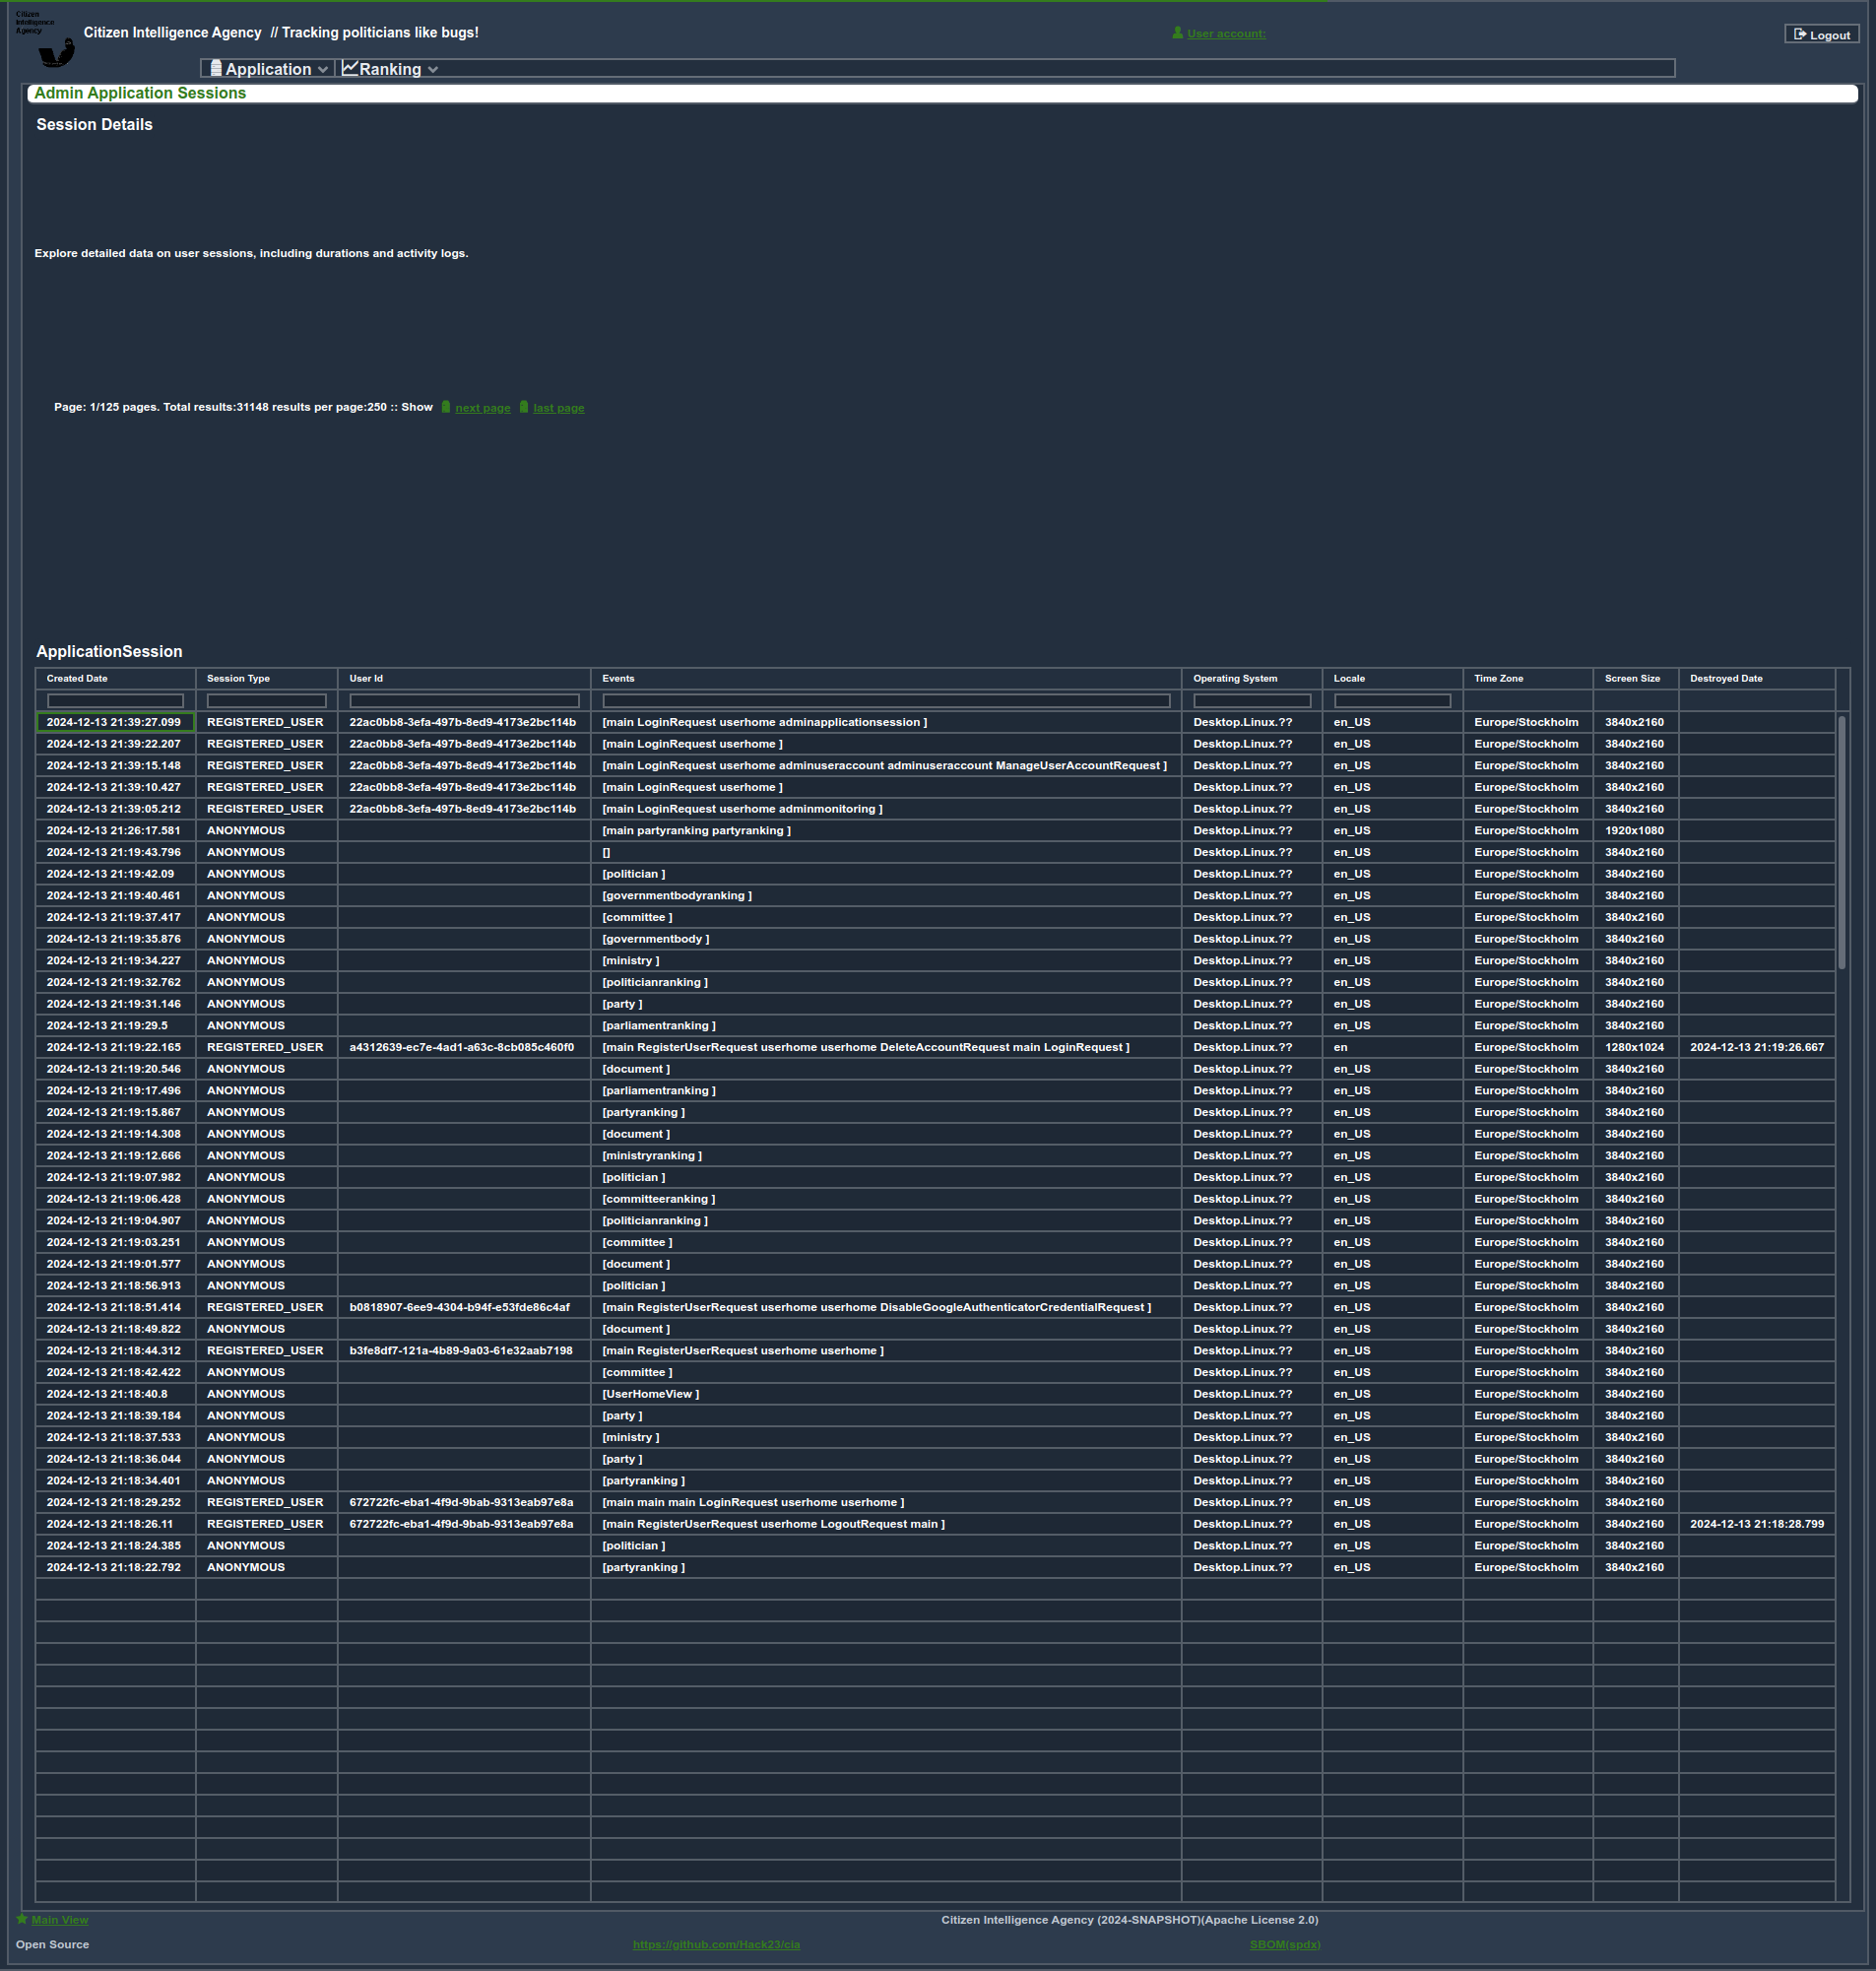 Citizen
Intelligence
Agency
Citizen Intelligence Agency // Tracking politicians like bugs!
User account:
Logout
Application Ranking
Admin Application Sessions
Session Details
Explore detailed data on user sessions, including durations and activity logs.
Page: 1/125 pages. Total results:31148 results per page:250 :: Show next page last page
ApplicationSession
Created Date Session Type User Id Events Operating System Locale Time Zone Screen Size Destroyed Date
2024-12-13 21:39:27.099 REGISTERED_USER 22ac0bb8-3efa-497b-8ed9-4173e2bc114b [main LoginRequest userhome adminapplicationsession ] Desktop.Linux.?? en_US Europe/Stockholm 3840x2160
2024-12-13 21:39:22.207 REGISTERED_USER 22ac0bb8-3efa-497b-8ed9-4173e2bc114b [main LoginRequest userhome ] Desktop.Linux.?? en_US Europe/Stockholm 3840x2160
2024-12-13 21:39:15.148 REGISTERED_USER 22ac0bb8-3efa-497b-8ed9-4173e2bc114b [main LoginRequest userhome adminuseraccount adminuseraccount ManageUserAccountRequest ] Desktop.Linux.?? en_US Europe/Stockholm 3840x2160
2024-12-13 21:39:10.427 REGISTERED_USER 22ac0bb8-3efa-497b-8ed9-4173e2bc114b [main LoginRequest userhome ] Desktop.Linux.?? en_US Europe/Stockholm 3840x2160
2024-12-13 21:39:05.212 REGISTERED_USER 22ac0bb8-3efa-497b-8ed9-4173e2bc114b [main LoginRequest userhome adminmonitoring ] Desktop.Linux.?? en_US Europe/Stockholm 3840x2160
2024-12-13 21:26:17.581 ANONYMOUS [main partyranking partyranking ] Desktop.Linux.?? en_US Europe/Stockholm 1920x1080
2024-12-13 21:19:43.796 ANONYMOUS [] Desktop.Linux.?? en_US Europe/Stockholm 3840x2160
2024-12-13 21:19:42.09 ANONYMOUS [politician ] Desktop.Linux.?? en_US Europe/Stockholm 3840x2160
2024-12-13 21:19:40.461 ANONYMOUS [governmentbodyranking ] Desktop.Linux.?? en_US Europe/Stockholm 3840x2160
2024-12-13 21:19:37.417 ANONYMOUS [committee ] Desktop.Linux.?? en_US Europe/Stockholm 3840x2160
2024-12-13 21:19:35.876 ANONYMOUS [governmentbody ] Desktop.Linux.?? en_US Europe/Stockholm 3840x2160
2024-12-13 21:19:34.227 ANONYMOUS [ministry ] Desktop.Linux.?? en_US Europe/Stockholm 3840x2160
2024-12-13 21:19:32.762 ANONYMOUS [politicianranking ] Desktop.Linux.?? en_US Europe/Stockholm 3840x2160
2024-12-13 21:19:31.146 ANONYMOUS [party ] Desktop.Linux.?? en_US Europe/Stockholm 3840x2160
2024-12-13 21:19:29.5 ANONYMOUS [parliamentranking ] Desktop.Linux.?? en_US Europe/Stockholm 3840x2160
2024-12-13 21:19:22.165 REGISTERED_USER a4312639-ec7e-4ad1-a63c-8cb085c460f0 [main RegisterUserRequest userhome userhome DeleteAccountRequest main LoginRequest ] Desktop.Linux.?? en Europe/Stockholm 1280x1024 2024-12-13 21:19:26.667
2024-12-13 21:19:20.546 ANONYMOUS [document ] Desktop.Linux.?? en_US Europe/Stockholm 3840x2160
2024-12-13 21:19:17.496 ANONYMOUS [parliamentranking ] Desktop.Linux.?? en_US Europe/Stockholm 3840x2160
2024-12-13 21:19:15.867 ANONYMOUS [partyranking ] Desktop.Linux.?? en_US Europe/Stockholm 3840x2160
2024-12-13 21:19:14.308 ANONYMOUS [document ] Desktop.Linux.?? en_US Europe/Stockholm 3840x2160
2024-12-13 21:19:12.666 ANONYMOUS [ministryranking ] Desktop.Linux.?? en_US Europe/Stockholm 3840x2160
2024-12-13 21:19:07.982 ANONYMOUS [politician ] Desktop.Linux.?? en_US Europe/Stockholm 3840x2160
2024-12-13 21:19:06.428 ANONYMOUS [committeeranking ] Desktop.Linux.?? en_US Europe/Stockholm 3840x2160
2024-12-13 21:19:04.907 ANONYMOUS [politicianranking ] Desktop.Linux.?? en_US Europe/Stockholm 3840x2160
2024-12-13 21:19:03.251 ANONYMOUS [committee ] Desktop.Linux.?? en_US Europe/Stockholm 3840x2160
2024-12-13 21:19:01.577 ANONYMOUS [document ] Desktop.Linux.?? en_US Europe/Stockholm 3840x2160
2024-12-13 21:18:56.913 ANONYMOUS [politician ] Desktop.Linux.?? en_US Europe/Stockholm 3840x2160
2024-12-13 21:18:51.414 REGISTERED_USER b0818907-6ee9-4304-b94f-e53fde86c4af [main RegisterUserRequest userhome userhome DisableGoogleAuthenticatorCredentialRequest ] Desktop.Linux.?? en_US Europe/Stockholm 3840x2160
2024-12-13 21:18:49.822 ANONYMOUS [document ] Desktop.Linux.?? en_US Europe/Stockholm 3840x2160
2024-12-13 21:18:44.312 REGISTERED_USER b3fe8df7-121a-4b89-9a03-61e32aab7198 [main RegisterUserRequest userhome userhome ] Desktop.Linux.?? en_US Europe/Stockholm 3840x2160
2024-12-13 21:18:42.422 ANONYMOUS [committee ] Desktop.Linux.?? en_US Europe/Stockholm 3840x2160
2024-12-13 21:18:40.8 ANONYMOUS [UserHomeView ] Desktop.Linux.?? en_US Europe/Stockholm 3840x2160
2024-12-13 21:18:39.184 ANONYMOUS [party ] Desktop.Linux.?? en_US Europe/Stockholm 3840x2160
2024-12-13 21:18:37.533 ANONYMOUS [ministry ] Desktop.Linux.?? en_US Europe/Stockholm 3840x2160
2024-12-13 21:18:36.044 ANONYMOUS [party ] Desktop.Linux.?? en_US Europe/Stockholm 3840x2160
2024-12-13 21:18:34.401 ANONYMOUS [partyranking ] Desktop.Linux.?? en_US Europe/Stockholm 3840x2160
2024-12-13 21:18:29.252 REGISTERED_USER 672722fc-eba1-4f9d-9bab-9313eab97e8a [main main main LoginRequest userhome userhome ] Desktop.Linux.?? en_US Europe/Stockholm 3840x2160
2024-12-13 21:18:26.11 REGISTERED_USER 672722fc-eba1-4f9d-9bab-9313eab97e8a [main RegisterUserRequest userhome LogoutRequest main ] Desktop.Linux.?? en_US Europe/Stockholm 3840x2160 2024-12-13 21:18:28.799
2024-12-13 21:18:24.385 ANONYMOUS [politician ] Desktop.Linux.?? en_US Europe/Stockholm 3840x2160
2024-12-13 21:18:22.792 ANONYMOUS [partyranking ] Desktop.Linux.?? en_US Europe/Stockholm 3840x2160
Main View Citizen Intelligence Agency (2024-SNAPSHOT)(Apache License 2.0)
Open Source https://github.com/Hack23/cia SBOM(spdx)